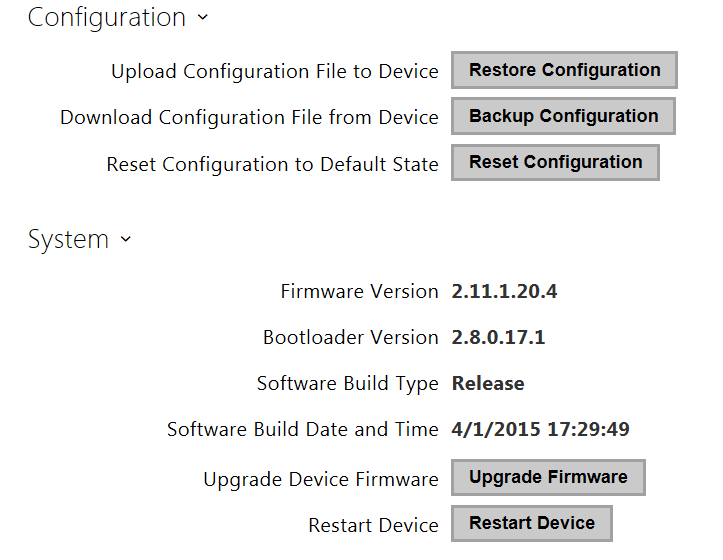 Configuration
Upload Configuration File to Device Restore Configuration
Download Configuration File from Device Backup Configuration
Reset Configuration to Default State Reset Configuration
System
Firmware Version 2.11.1.20.4
Bootloader Version 2.8.0.17.1
Software Build Type Release
Software Build Date and Time 4/1/2015 17:29:49
Upgrade Device Firmware Upgrade Firmware
Restart Device Restart Device